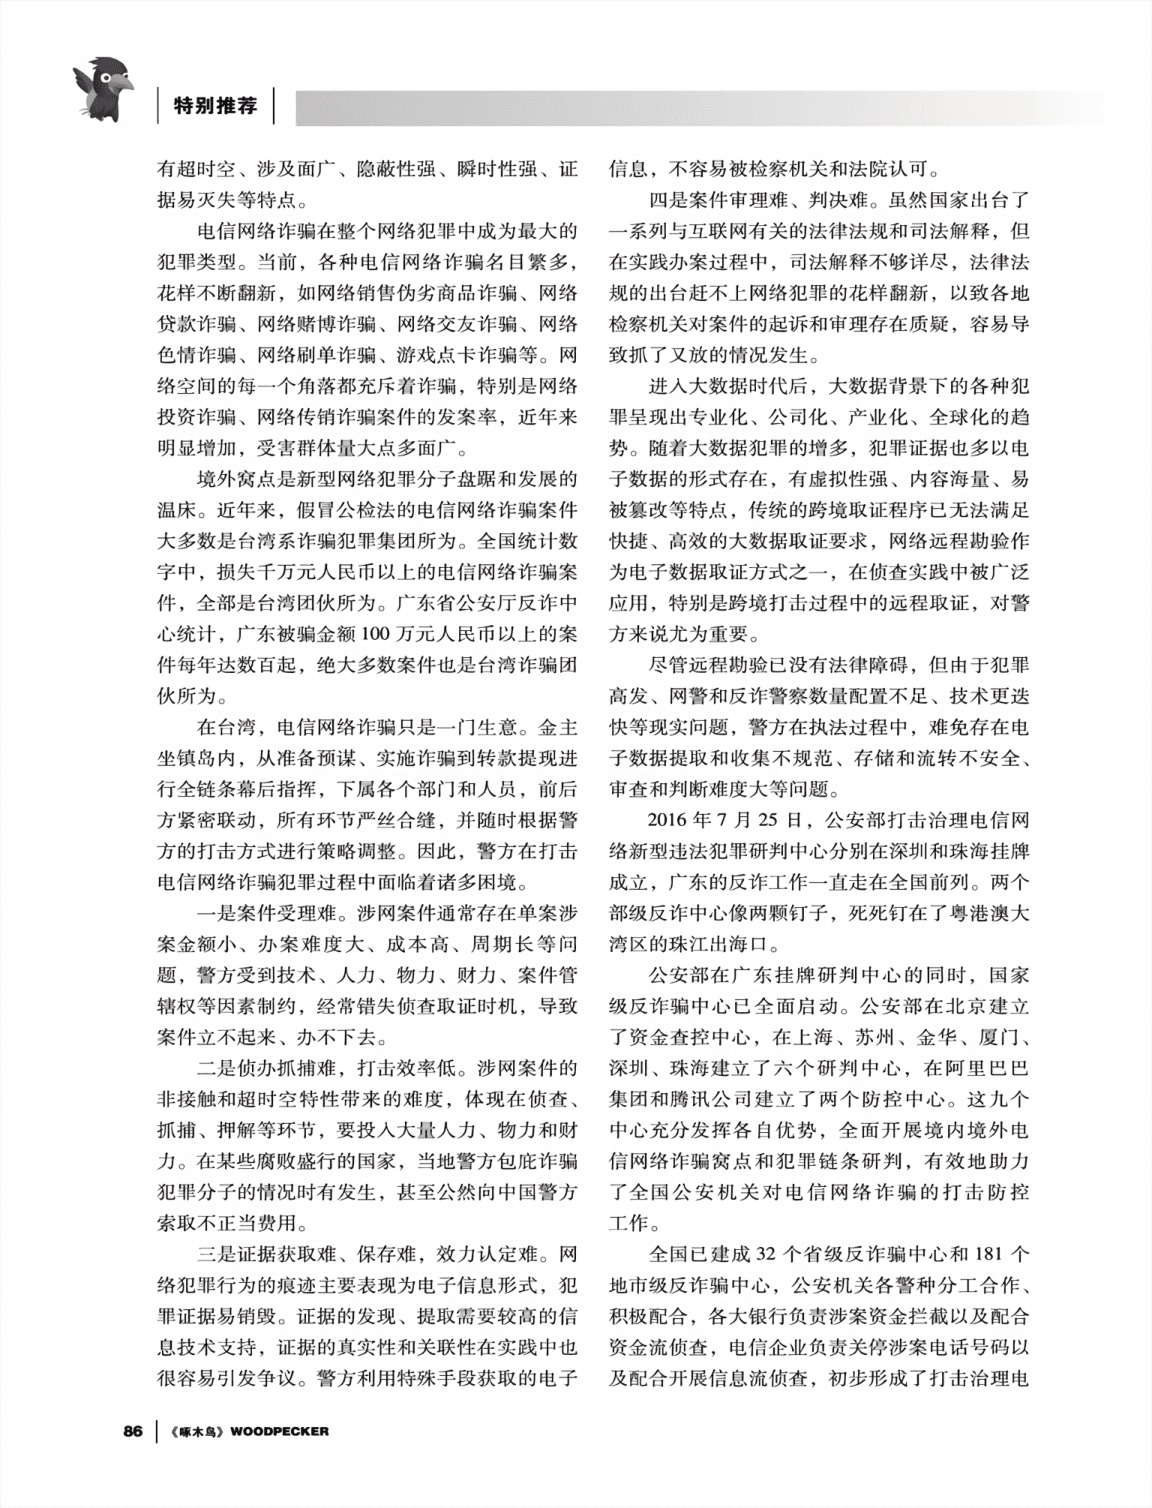 特别推荐
有超时空、涉及面广、隐蔽性强、瞬时性强、证
据易灭失等特点。
电信网络诈骗在整个网络犯罪中成为最大的
犯罪类型。当前，各种电信网络诈骗名目繁多，
花样不断翻新，如网络销售伪劣商品诈骗、网络
贷款诈骗、网络赌博诈骗、网络交友诈骗、网络
色情诈骗、网络刷单诈骗、游戏点卡诈骗等。网
络空间的每一个角落都充斥着诈骗，特别是网络
投资诈骗、网络传销诈骗案件的发案率，近年来
明显增加，受害群体量大点多面广。
境外窝点是新型网络犯罪分子盘踞和发展的
温床。近年来，假冒公检法的电信网络诈骗案件
大多数是台湾系诈骗犯罪集团所为。全国统计数
字中，损失千万元人民币以上的电信网络诈骗案
件，全部是台湾团伙所为。广东省公安厅反诈中
心统计，广东被骗金额 100 万元人民币以上的案
件每年达数百起，绝大多数案件也是台湾诈骗团
伙所为。
在台湾，电信网络诈骗只是一门生意。金主
坐镇岛内，从准备预谋、实施诈骗到转款提现进
行全链条幕后指挥，下属各个部门和人员，前后
方紧密联动，所有环节严丝合缝，并随时根据警
方的打击方式进行策略调整。因此，警方在打击
电信网络诈骗犯罪过程中面临着诸多困境。
一是案件受理难。涉网案件通常存在单案涉
案金额小、办案难度大、成本高、周期长等问
题，警方受到技术、人力、物力、财力、案件管
辖权等因素制约，经常错失侦查取证时机，导致
案件立不起来、办不下去。
二是侦办抓捕难，打击效率低。涉网案件的
非接触和超时空特性带来的难度，体现在侦查、
抓捕、押解等环节，要投入大量人力、物力和财
力。在某些腐败盛行的国家，当地警方包庇诈骗
犯罪分子的情况时有发生，甚至公然向中国警方
索取不正当费用。
三是证据获取难、保存难，效力认定难。网
络犯罪行为的痕迹主要表现为电子信息形式，犯
罪证据易销毁。证据的发现、提取需要较高的信
息技术支持，证据的真实性和关联性在实践中也
很容易引发争议。警方利用特殊手段获取的电子
信息，不容易被检察机关和法院认可。
四是案件审理难、判决难。虽然国家出台了
一系列与互联网有关的法律法规和司法解释，但
在实践办案过程中，司法解释不够详尽，法律法
规的出台赶不上网络犯罪的花样翻新，以致各地
检察机关对案件的起诉和审理存在质疑，容易导
致抓了又放的情况发生。
进入大数据时代后，大数据背景下的各种犯
罪呈现出专业化、公司化、产业化、全球化的趋
势。随着大数据犯罪的增多，犯罪证据也多以电
子数据的形式存在，有虚拟性强、内容海量、易
被篡改等特点，传统的跨境取证程序已无法满足
快捷、高效的大数据取证要求，网络远程勘验作
为电子数据取证方式之一，在侦查实践中被广泛
应用，特别是跨境打击过程中的远程取证，对警
方来说尤为重要。
尽管远程勘验已没有法律障碍，但由于犯罪
高发、网警和反诈警察数量配置不足、技术更迭
快等现实问题，警方在执法过程中，难免存在电
子数据提取和收集不规范、存储和流转不安全、
审查和判断难度大等问题。
2016 年 7 月 25 日，公安部打击治理电信网
络新型违法犯罪研判中心分别在深圳和珠海挂牌
成立，广东的反诈工作一直走在全国前列。两个
部级反诈中心像两颗钉子，死死钉在了粤港澳大
湾区的珠江出海口。
公安部在广东挂牌研判中心的同时，国家
级反诈骗中心已全面启动。公安部在北京建立
了资金查控中心，在上海、苏州、金华、厦门、
深圳、珠海建立了六个研判中心，在阿里巴巴
集团和腾讯公司建立了两个防控中心。这九个
中心充分发挥各自优势，全面开展境内境外电
信网络诈骗窝点和犯罪链条研判，有效地助力
了全国公安机关对电信网络诈骗的打击防控
工作。
全国已建成 32 个省级反诈骗中心和 181 个
地市级反诈骗中心，公安机关各警种分工合作、
积极配合，各大银行负责涉案资金拦截以及配合
资金流侦查，电信企业负责关停涉案电话号码以
及配合开展信息流侦查，初步形成了打击治理电
86 《啄木鸟》WOODPECKER